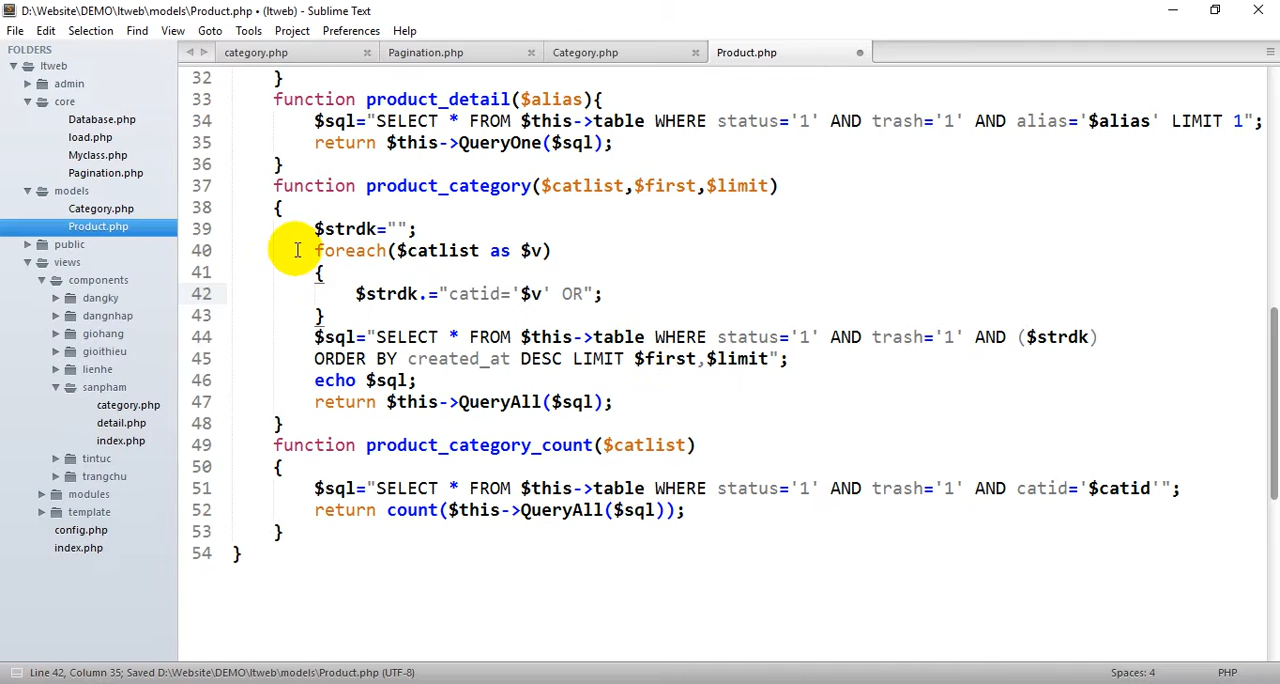 D:\Website\DEMO\ltweb\models\Product.php • (ltweb) - Sublime Text
File Edit Selection Find View Goto Tools Project Preferences Help
FOLDERS
ltweb
admin
core
Database.php
load.php
Myclass.php
Pagination.php
models
Category.php
Product.php
public
views
components
dangky
dangnhap
giohang
gioithieu
lienhe
sanpham
category.php
detail.php
index.php
tintuc
trangchu
modules
template
config.php
index.php
category.php Pagination.php Category.php Product.php
32 }
33 function product_detail($alias){
34 $sql="SELECT * FROM $this->table WHERE status='1' AND trash='1' AND alias='$alias' LIMIT 1";
35 return $this->QueryOne($sql);
36 }
37 function product_category($catlist,$first,$limit)
38 {
39 $strdk="";
40 foreach($catlist as $v)
41 {
42 $strdk.="catid='$v' OR";
43 }
44 $sql="SELECT * FROM $this->table WHERE status='1' AND trash='1' AND ($strdk)
45 ORDER BY created_at DESC LIMIT $first,$limit";
46 echo $sql;
47 return $this->QueryAll($sql);
48 }
49 function product_category_count($catlist)
50 {
51 $sql="SELECT * FROM $this->table WHERE status='1' AND trash='1' AND catid='$catid'";
52 return count($this->QueryAll($sql));
53 }
54 }
Line 42, Column 35; Saved D:\Website\DEMO\ltweb\models\Product.php (UTF-8) Spaces: 4 PHP